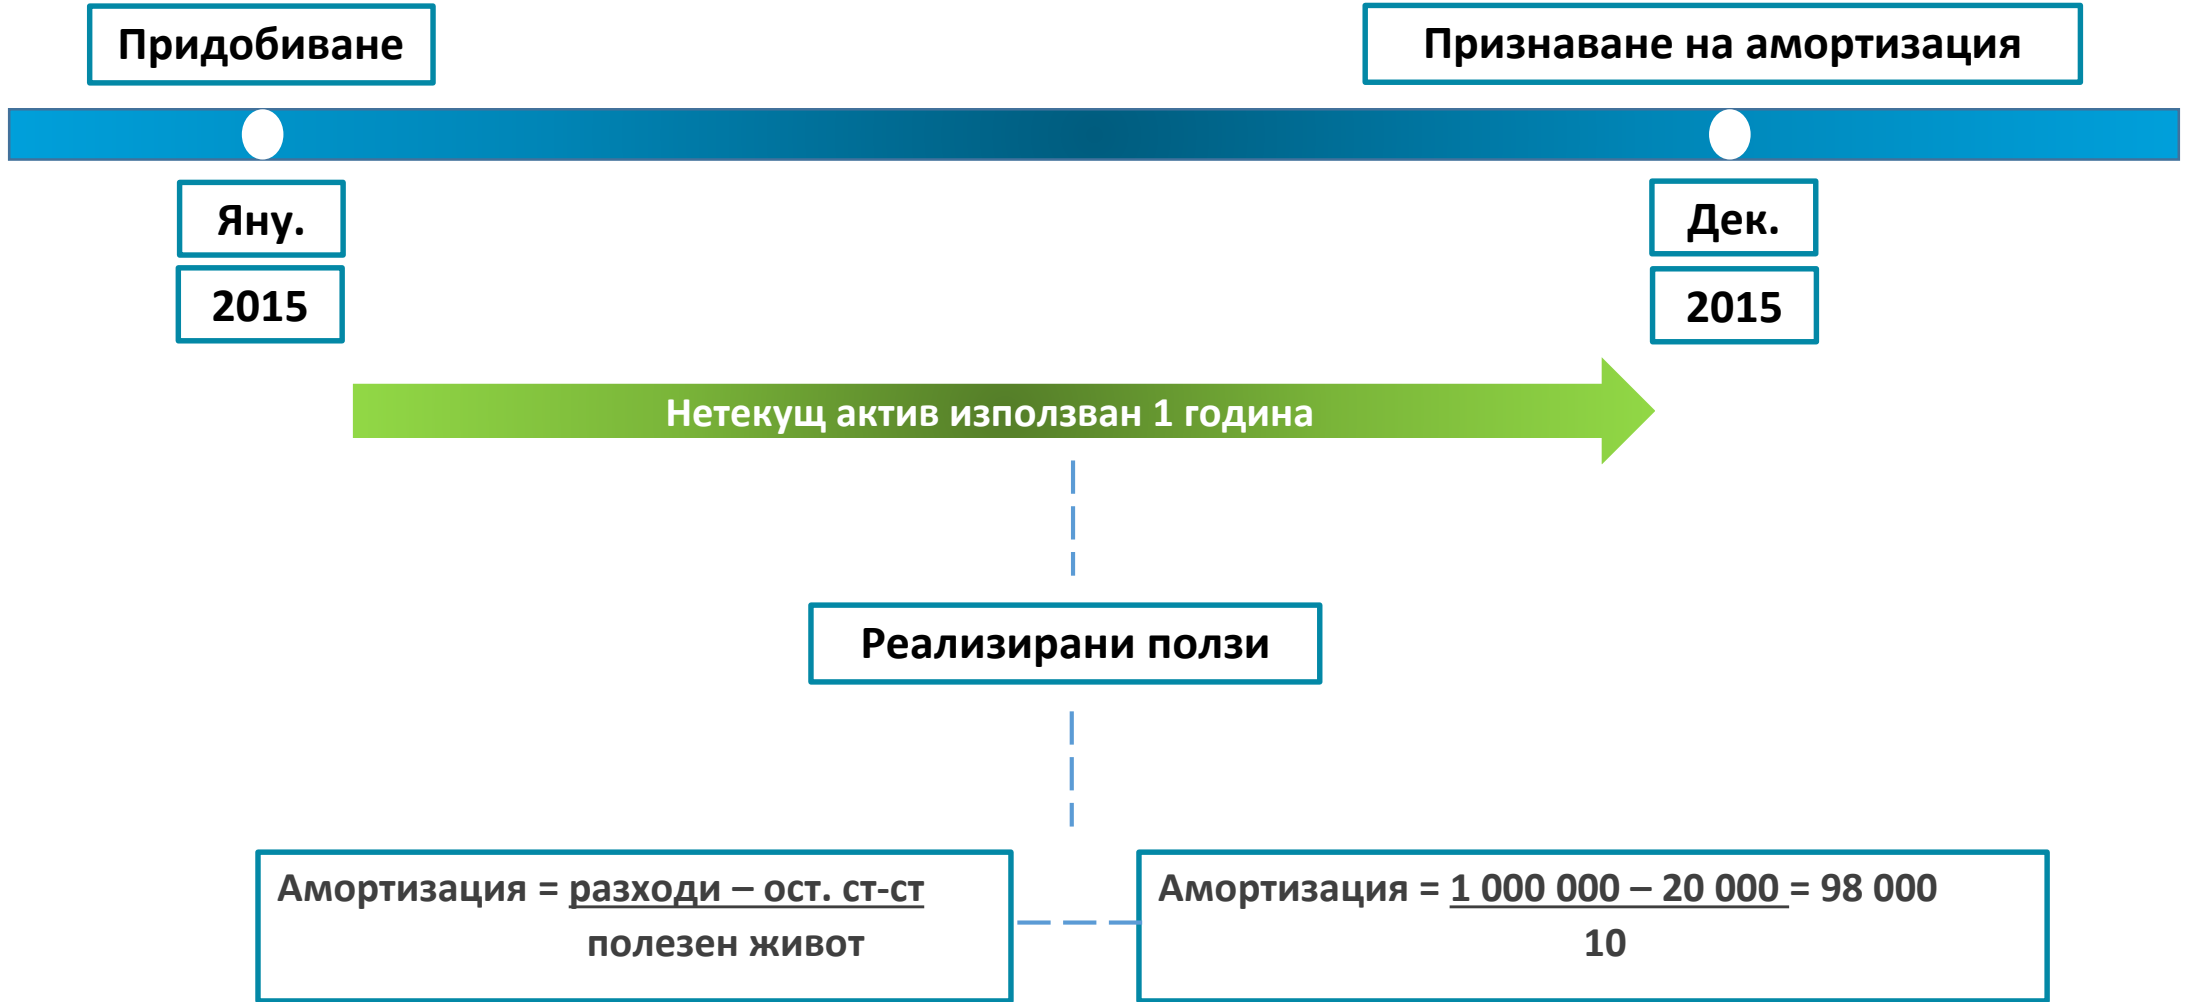 Придобиване
Признаване на амортизация
Яну.
Дек.
2015
2015
Нетекущ актив използван 1 година
Реализирани ползи
Амортизация = разходи – ост. ст-ст
полезен живот
Амортизация = 1 000 000 – 20 000 = 98 000
10